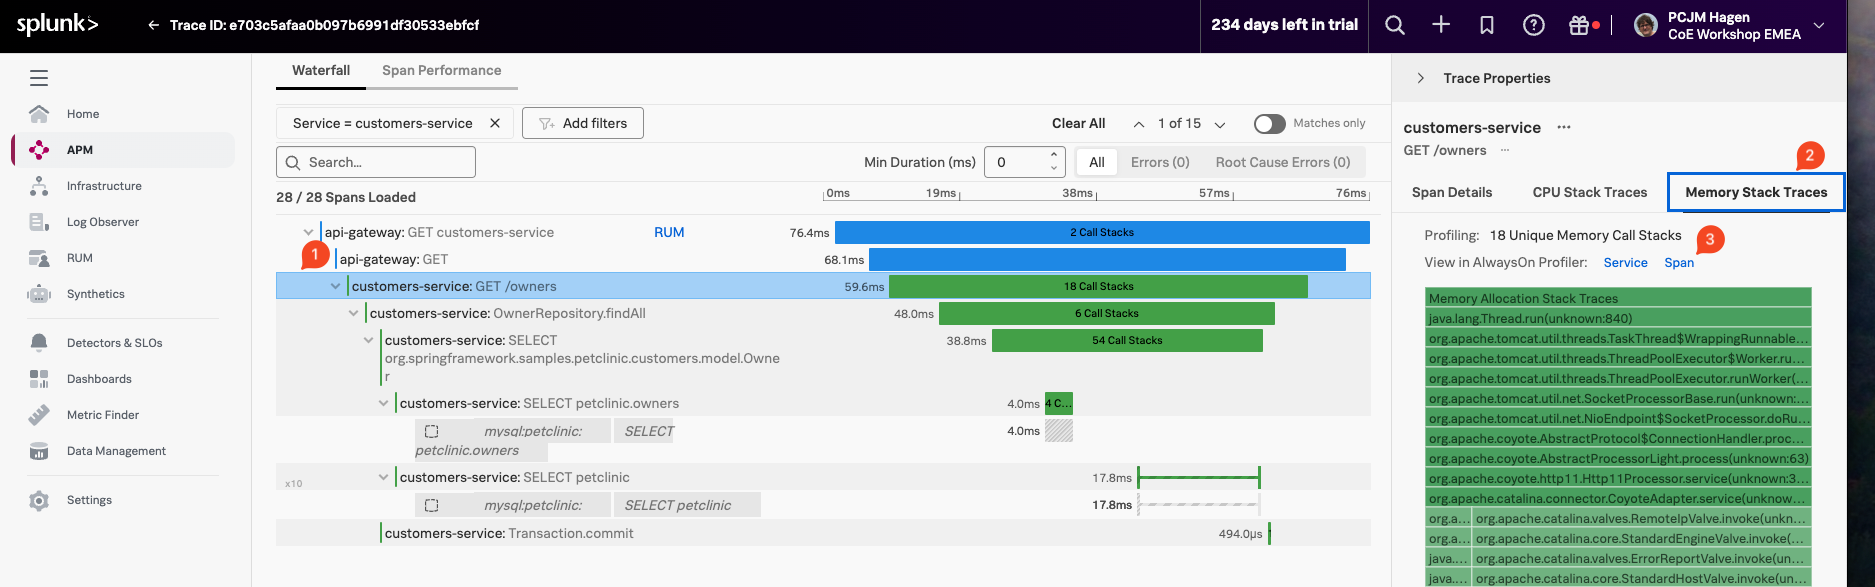 splunk>
← Trace ID: e703c5afaa0b097b6991df30533ebfcf
234 days left in trial
PCJM Hagen
CoE Workshop EMEA
Home
APM
Infrastructure
Log Observer
RUM
Synthetics
Detectors & SLOs
Dashboards
Metric Finder
Data Management
Settings
Waterfall Span Performance
Service = customers-service ✕ Add filters
Clear All 1 of 15 Matches only
Search... Min Duration (ms) 0 All Errors (0) Root Cause Errors (0)
28 / 28 Spans Loaded 0ms 19ms 38ms 57ms 76ms
api-gateway: GET customers-service RUM 76.4ms 2 Call Stacks
1
api-gateway: GET 68.1ms
customers-service: GET /owners 59.6ms 18 Call Stacks
customers-service: OwnerRepository.findAll 48.0ms 6 Call Stacks
customers-service: SELECT 38.8ms 54 Call Stacks
org.springframework.samples.petclinic.customers.model.Owne
r
customers-service: SELECT petclinic.owners 4.0ms 4 C...
mysql:petclinic: SELECT 4.0ms
petclinic.owners
x10 customers-service: SELECT petclinic 17.8ms
mysql:petclinic: SELECT petclinic 17.8ms
customers-service: Transaction.commit 494.0µs
Trace Properties
customers-service ...
GET /owners ...
2
Span Details CPU Stack Traces Memory Stack Traces
Profiling: 18 Unique Memory Call Stacks
3
View in AlwaysOn Profiler: Service Span
Memory Allocation Stack Traces
java.lang.Thread.run(unknown:840)
org.apache.tomcat.util.threads.TaskThread$WrappingRunnable...
org.apache.tomcat.util.threads.ThreadPoolExecutor$Worker.ru...
org.apache.tomcat.util.threads.ThreadPoolExecutor.runWorker(...
org.apache.tomcat.util.net.SocketProcessorBase.run(unknown:...
org.apache.tomcat.util.net.NioEndpoint$SocketProcessor.doRu...
org.apache.coyote.AbstractProtocol$ConnectionHandler.proc...
org.apache.coyote.AbstractProcessorLight.process(unknown:63)
org.apache.coyote.http11.Http11Processor.service(unknown:3...
org.apache.catalina.connector.CoyoteAdapter.service(unknow...
org.a... org.apache.catalina.valves.RemoteIpValve.invoke(unkn...
org.a... org.apache.catalina.core.StandardEngineValve.invoke(...
java.... org.apache.catalina.valves.ErrorReportValve.invoke(un...
java.... org.apache.catalina.core.StandardHostValve.invoke(un...